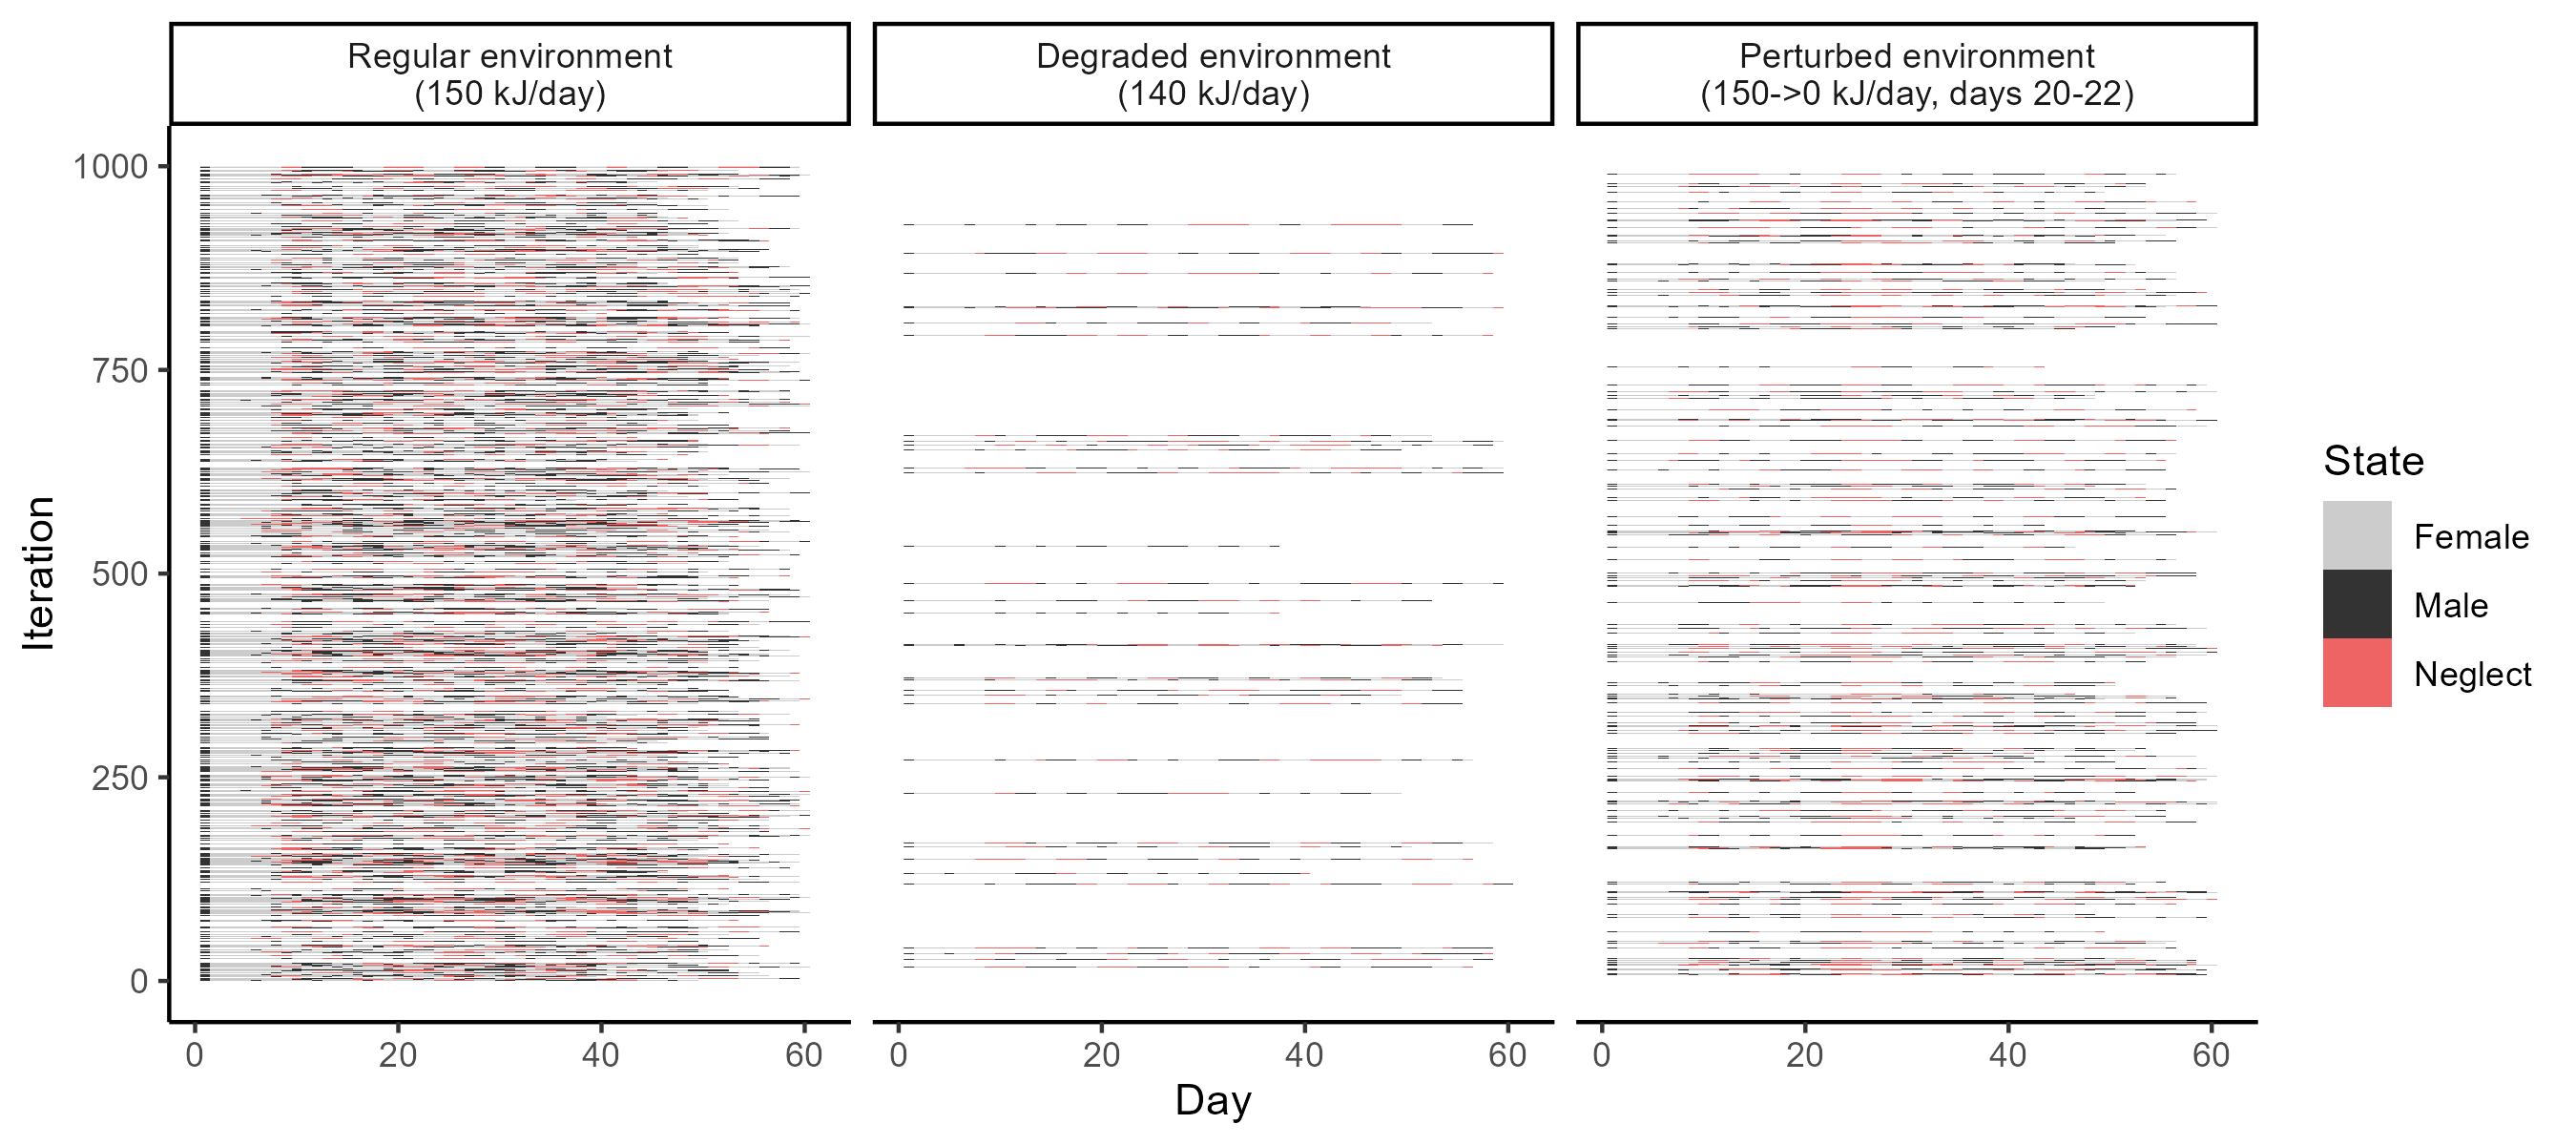 Regular environment
(150 kJ/day)
Degraded environment
(140 kJ/day)
Perturbed environment
(150->0 kJ/day, days 20-22)
1000
750
500
250
0
Iteration
0 20 40 60
0 20 40 60
0 20 40 60
Day
State
Female
Male
Neglect